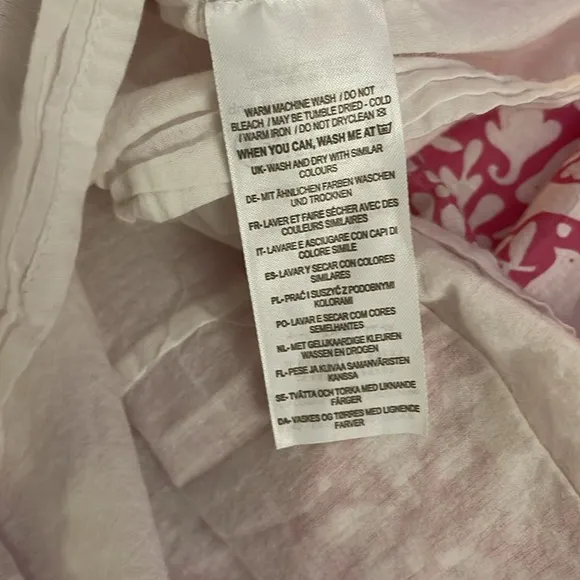 WARM MACHINE WASH / DO NOT
BLEACH / MAY BE TUMBLE DRIED - COLD
/ WARM IRON / DO NOT DRYCLEAN
WHEN YOU CAN, WASH ME AT
UK- WASH AND DRY WITH SIMILAR
COLOURS
DE- MIT ÄHNLICHEN FARBEN WASCHEN
UND TROCKNEN
FR- LAVER ET FAIRE SÉCHER AVEC DES
COULEURS SIMILAIRES
IT- LAVARE E ASCIUGARE CON CAPI DI
COLORE SIMILE
ES- LAVAR Y SECAR CON COLORES
SIMILARES
PL- PRAĆ I SUSZYĆ Z PODOBNYMI
KOLORAMI
PO- LAVAR E SECAR COM CORES
SEMELHANTES
NL- MET GELIJKAARDIGE KLEUREN
WASSEN EN DROGEN
FL- PESE JA KUIVAA SAMANVÄRISTEN
KANSSA
SE- TVÄTTA OCH TORKA MED LIKNANDE
FÄRGER
DA- VASKES OG TØRRES MED LIGNENDE
FARVER